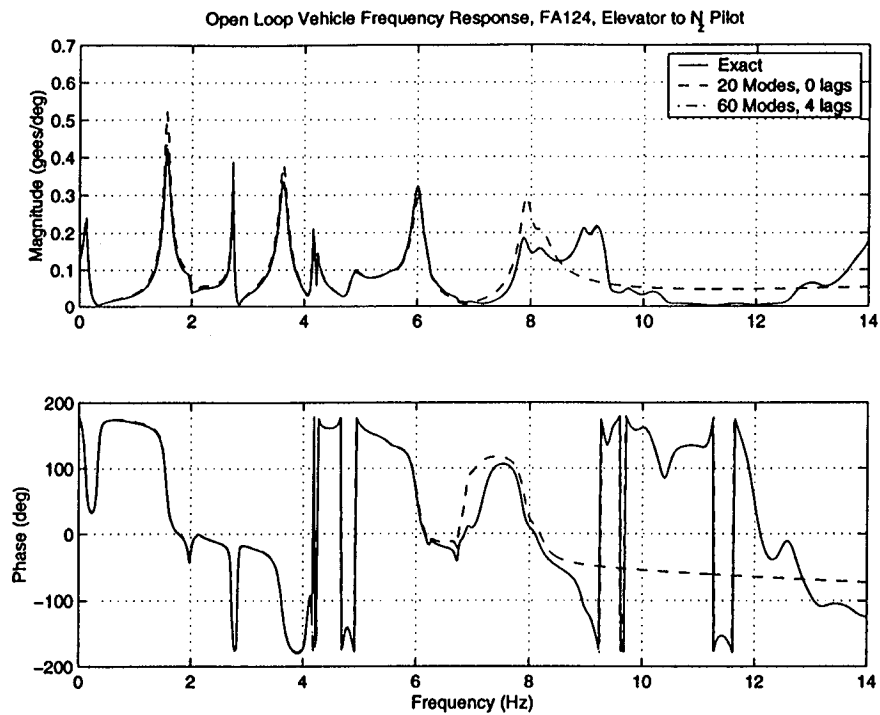 Open Loop Vehicle Frequency Response, FA124, Elevator to N_z Pilot
0.7
0.6
0.5
0.4
0.3
0.2
0.1
0
Magnitude (gees/deg)
Exact
20 Modes, 0 lags
60 Modes, 4 lags
0 2 4 6 8 10 12 14
200
100
0
−100
−200
Phase (deg)
0 2 4 6 8 10 12 14
Frequency (Hz)